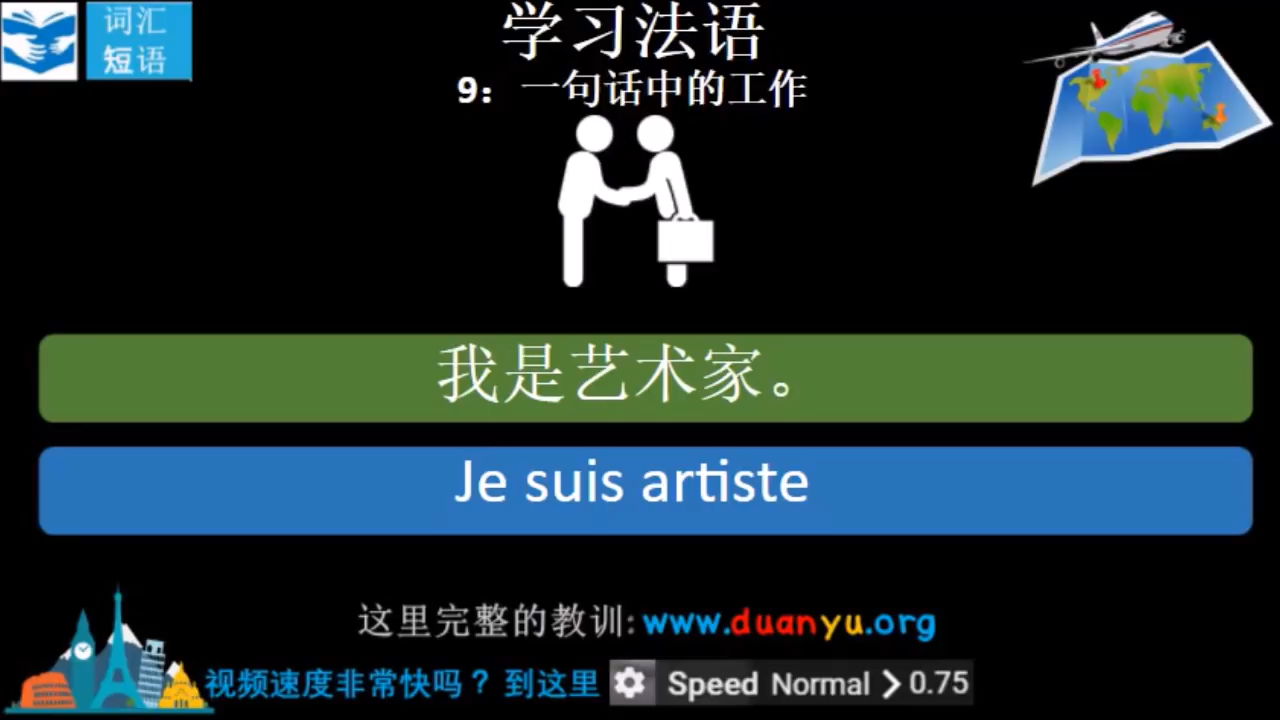 词汇
短语
学习法语
9：一句话中的工作
我是艺术家。
Je suis artiste
这里完整的教训: www.duanyu.org
视频速度非常快吗？到这里 Speed Normal > 0.75